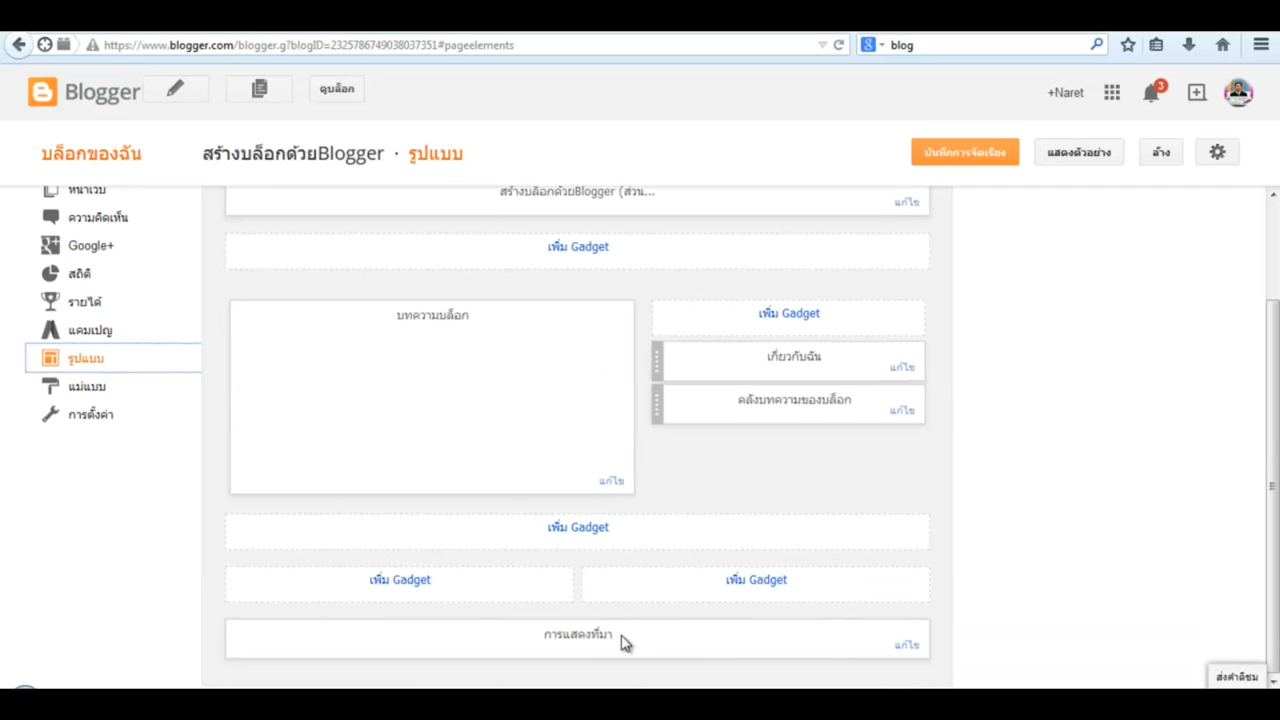 https://www.blogger.com/blogger.g?blogID=2325786749038037351#pageelements
blog
Blogger
ดูบล็อก
+Naret
3
บล็อกของฉัน
สร้างบล็อกด้วยBlogger · รูปแบบ
บันทึกการจัดเรียง
แสดงตัวอย่าง
ล้าง
หน้าเว็บ
สร้างบล็อกด้วยBlogger (ส่วน...
แก้ไข
ความคิดเห็น
Google+
เพิ่ม Gadget
สถิติ
รายได้
แคมเปญ
รูปแบบ
แม่แบบ
การตั้งค่า
บทความบล็อก
แก้ไข
เพิ่ม Gadget
เกี่ยวกับฉัน
แก้ไข
คลังบทความของบล็อก
แก้ไข
เพิ่ม Gadget
เพิ่ม Gadget
เพิ่ม Gadget
การแสดงที่มา
แก้ไข
ส่งคำติชม